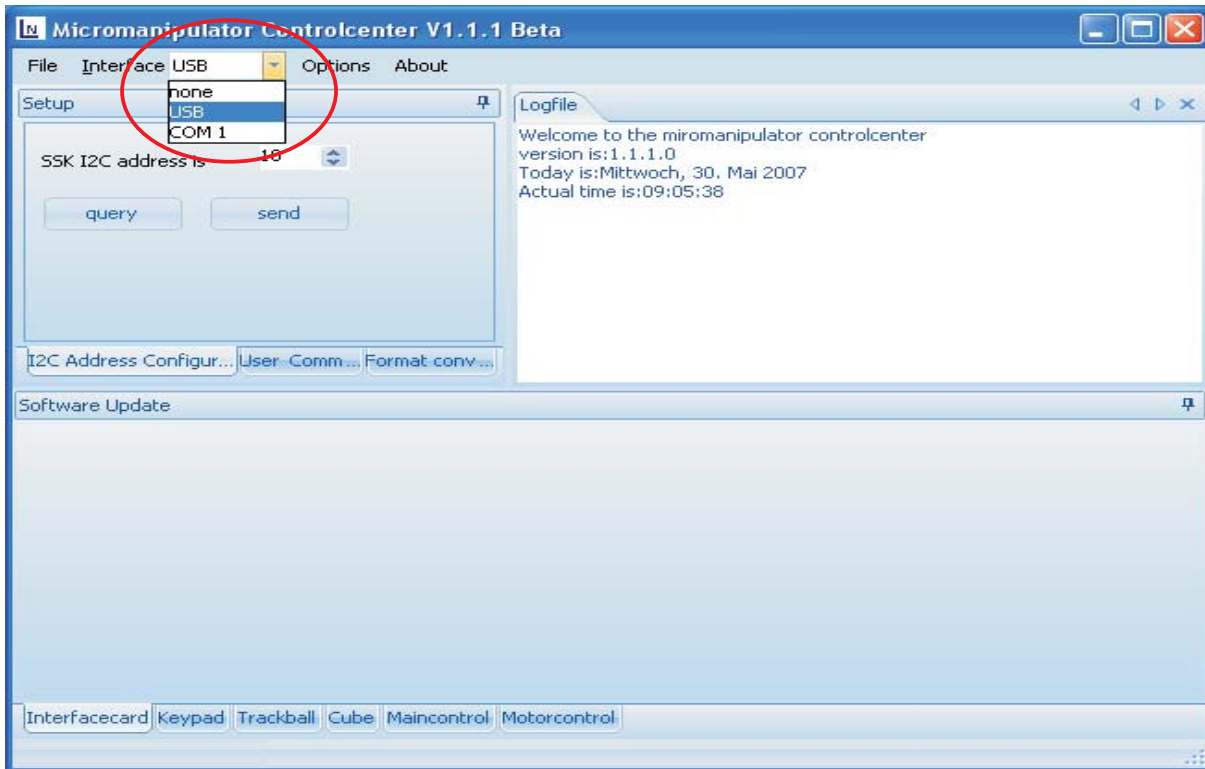 LN Micromanipulator Controlcenter V1.1.1 Beta
File Interface USB Options About
none
USB
COM 1
Setup
SSK I2C address is 18
query send
I2C Address Configur... User Comm... Format conv...
Logfile
Welcome to the miromanipulator controlcenter
version is:1.1.1.0
Today is:Mittwoch, 30. Mai 2007
Actual time is:09:05:38
Software Update
Interfacecard Keypad Trackball Cube Maincontrol Motorcontrol